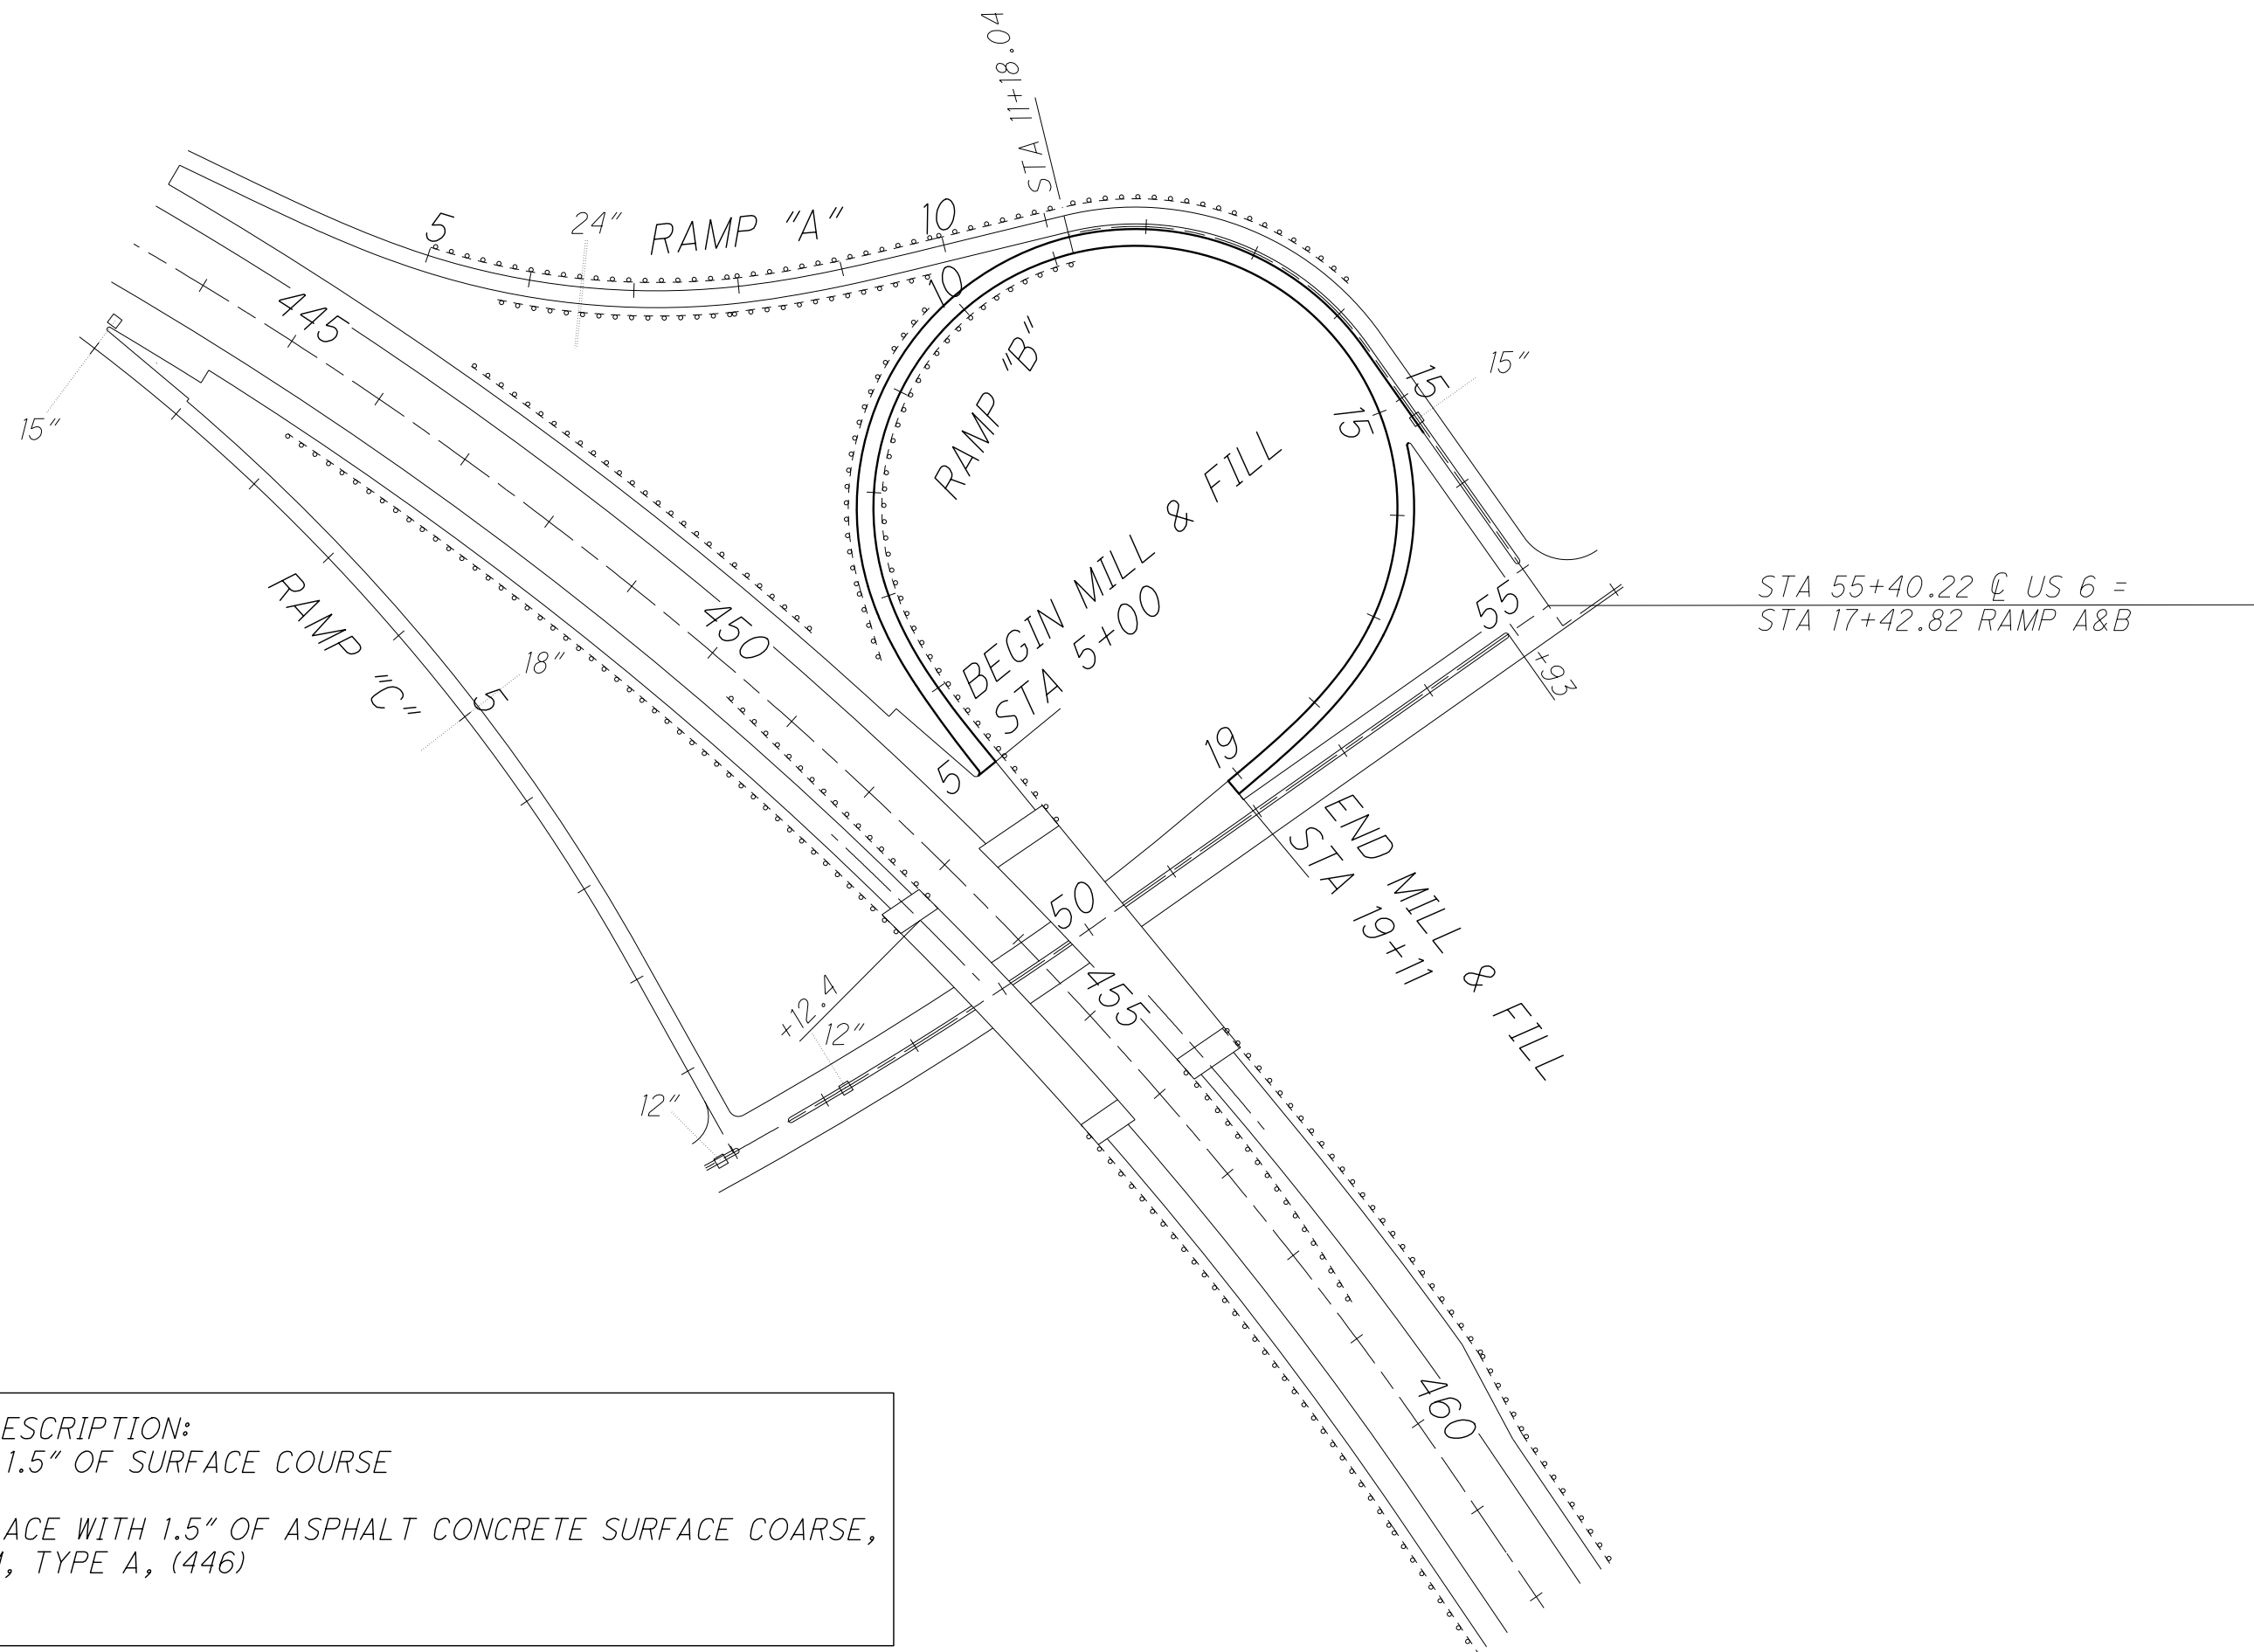 STA 11+18.04
5
24"
RAMP "A"
10
10
445
RAMP "B"
15"
15
15
15"
BEGIN MILL & FILL
STA 5+00
STA 55+40.22 ℄ US 6 =
STA 17+42.82 RAMP A&B
RAMP "C"
450
55
18"
5
+93
19
5
END MILL & FILL
STA 19+11
50
455
+12.4
12"
12"
460
ESCRIPTION:
1.5" OF SURFACE COURSE
ACE WITH 1.5" OF ASPHALT CONCRETE SURFACE COARSE,
, TYPE A, (446)